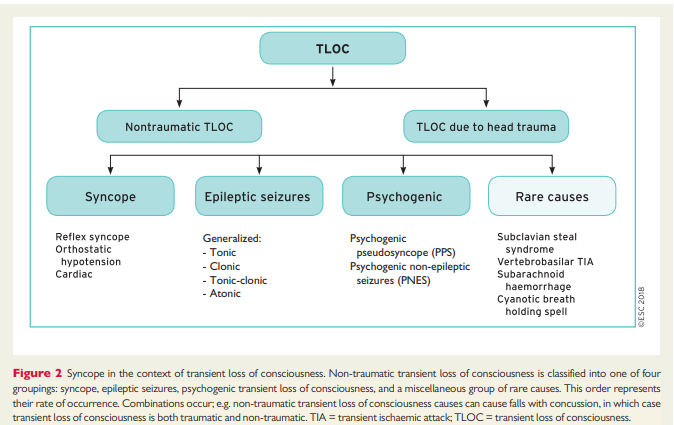 TLOC
Nontraumatic TLOC
TLOC due to head trauma
Syncope
Epileptic seizures
Psychogenic
Rare causes
Reflex syncope
Orthostatic
hypotension
Cardiac
Generalized:
- Tonic
- Clonic
- Tonic-clonic
- Atonic
Psychogenic
pseudosyncope (PPS)
Psychogenic non-epileptic
seizures (PNES)
Subclavian steal
syndrome
Vertebrobasilar TIA
Subarachnoid
haemorrhage
Cyanotic breath
holding spell
©ESC 2018
Figure 2 Syncope in the context of transient loss of consciousness. Non-traumatic transient loss of consciousness is classified into one of four
groupings: syncope, epileptic seizures, psychogenic transient loss of consciousness, and a miscellaneous group of rare causes. This order represents
their rate of occurrence. Combinations occur; e.g. non-traumatic transient loss of consciousness causes can cause falls with concussion, in which case
transient loss of consciousness is both traumatic and non-traumatic. TIA = transient ischaemic attack; TLOC = transient loss of consciousness.